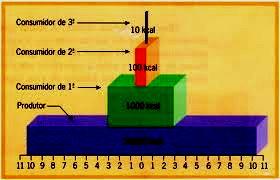 Consumidor de 3ª
10 kcal
Consumidor de 2ª
100 kcal
Consumidor de 1ª
1000 kcal
Produtor
11 10 9 8 7 6 5 4 3 2 1 0 1 2 3 4 5 6 7 8 9 10 11